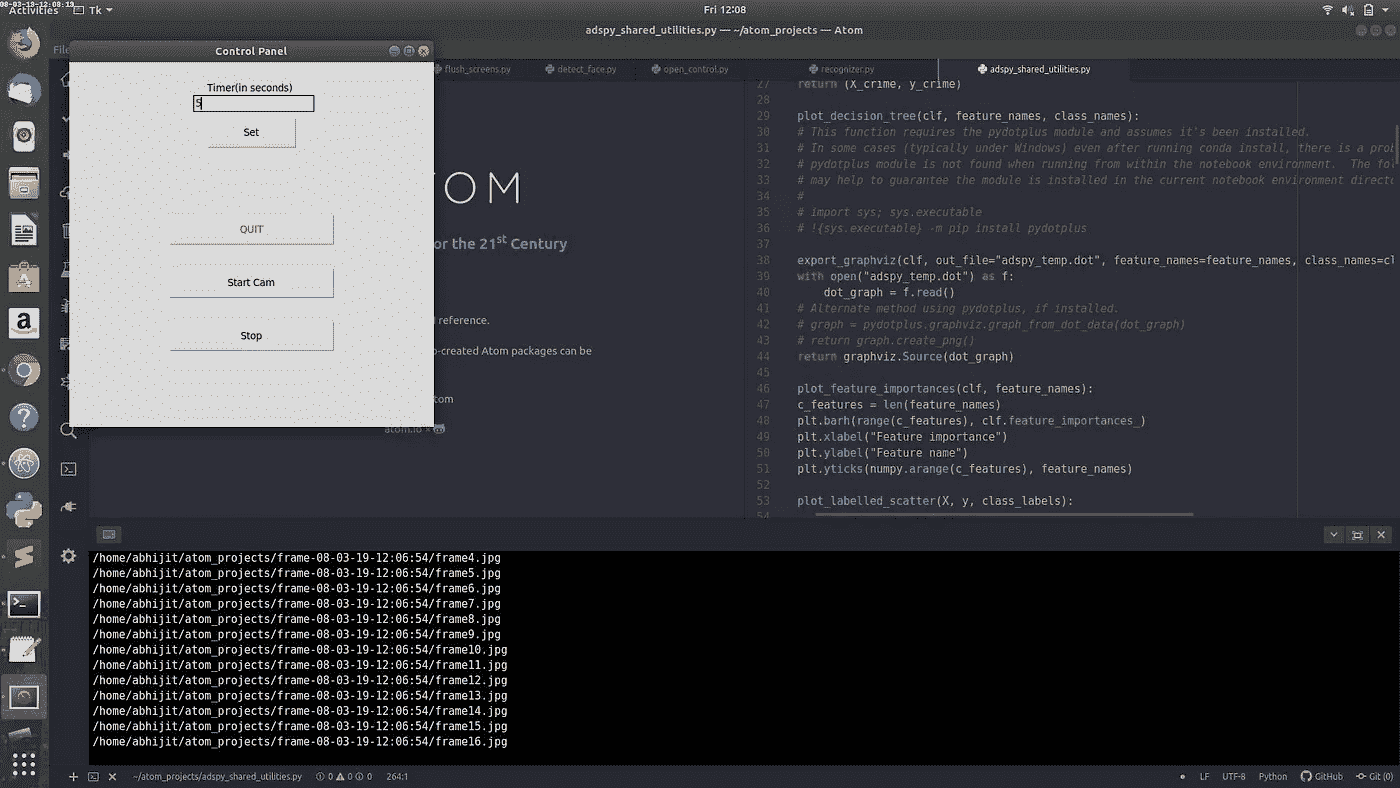 08-03-19-12:08:19
Activities
Tk
Fri 12:08
adspy_shared_utilities.py — ~/atom_projects — Atom
File
Control Panel
Timer(in seconds)
5
Set
QUIT
Start Cam
Stop
flush_screens.py
detect_face.py
open_control.py
recognizer.py
adspy_shared_utilities.py
TOM
or the 21st Century
reference.
o-created Atom packages can be
tom
atom.io ×
27 return (X_crime, y_crime)
28
29 plot_decision_tree(clf, feature_names, class_names):
30 # This function requires the pydotplus module and assumes it's been installed.
31 # In some cases (typically under Windows) even after running conda install, there is a prob
32 # pydotplus module is not found when running from within the notebook environment.  The fol
33 # may help to guarantee the module is installed in the current notebook environment directo
34 #
35 # import sys; sys.executable
36 # !{sys.executable} -m pip install pydotplus
37
38 export_graphviz(clf, out_file="adspy_temp.dot", feature_names=feature_names, class_names=cl
39 with open("adspy_temp.dot") as f:
40 dot_graph = f.read()
41 # Alternate method using pydotplus, if installed.
42 # graph = pydotplus.graphviz.graph_from_dot_data(dot_graph)
43 # return graph.create_png()
44 return graphviz.Source(dot_graph)
45
46 plot_feature_importances(clf, feature_names):
47 c_features = len(feature_names)
48 plt.barh(range(c_features), clf.feature_importances_)
49 plt.xlabel("Feature importance")
50 plt.ylabel("Feature name")
51 plt.yticks(numpy.arange(c_features), feature_names)
52
53 plot_labelled_scatter(X, y, class_labels):
54
/home/abhijit/atom_projects/frame-08-03-19-12:06:54/frame4.jpg
/home/abhijit/atom_projects/frame-08-03-19-12:06:54/frame5.jpg
/home/abhijit/atom_projects/frame-08-03-19-12:06:54/frame6.jpg
/home/abhijit/atom_projects/frame-08-03-19-12:06:54/frame7.jpg
/home/abhijit/atom_projects/frame-08-03-19-12:06:54/frame8.jpg
/home/abhijit/atom_projects/frame-08-03-19-12:06:54/frame9.jpg
/home/abhijit/atom_projects/frame-08-03-19-12:06:54/frame10.jpg
/home/abhijit/atom_projects/frame-08-03-19-12:06:54/frame11.jpg
/home/abhijit/atom_projects/frame-08-03-19-12:06:54/frame12.jpg
/home/abhijit/atom_projects/frame-08-03-19-12:06:54/frame13.jpg
/home/abhijit/atom_projects/frame-08-03-19-12:06:54/frame14.jpg
/home/abhijit/atom_projects/frame-08-03-19-12:06:54/frame15.jpg
/home/abhijit/atom_projects/frame-08-03-19-12:06:54/frame16.jpg
~/atom_projects/adspy_shared_utilities.py 0 0 0 264:1
LF UTF-8 Python GitHub Git (0)